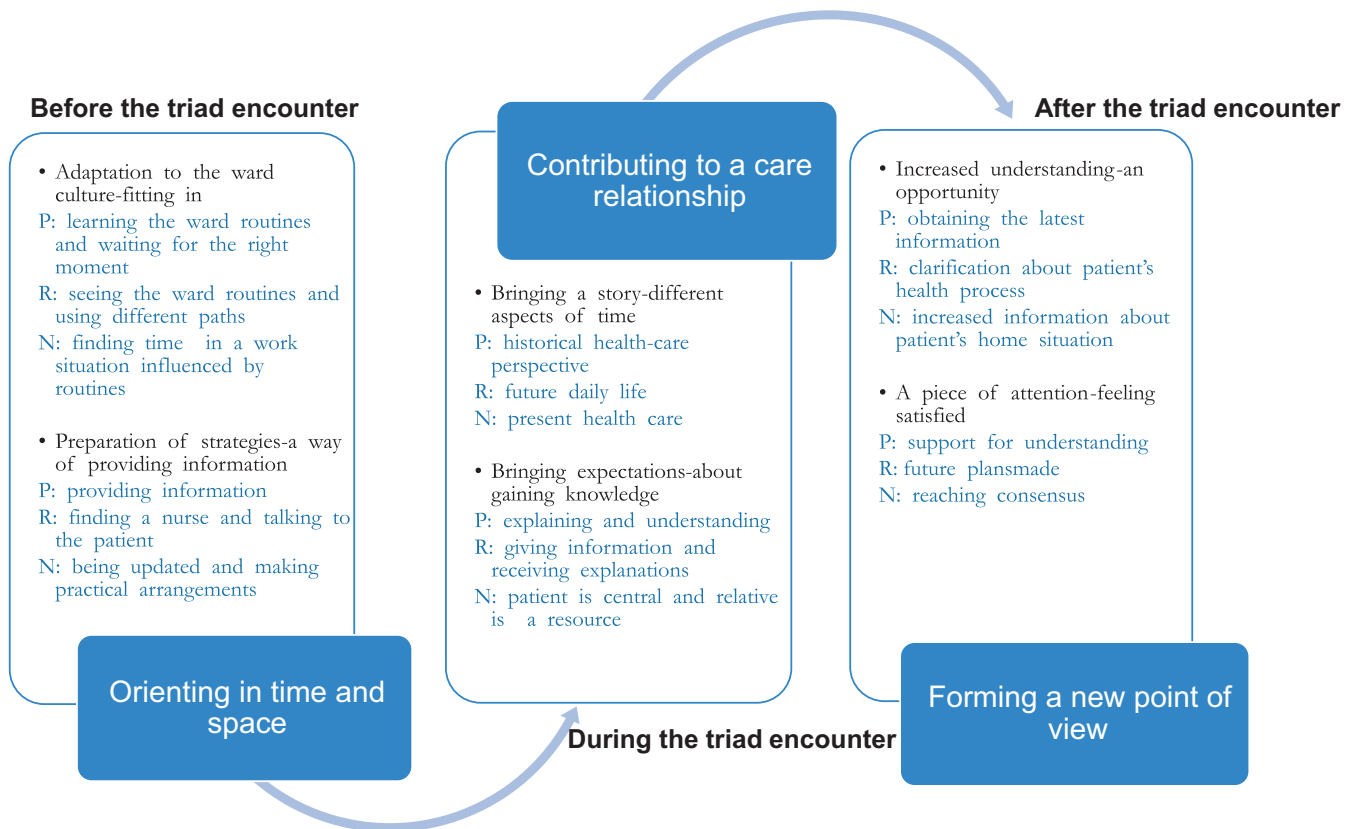 Before the triad encounter
• Adaptation to the ward
culture-fitting in
P: learning the ward routines
and waiting for the right
moment
R: seeing the ward routines and
using different paths
N: finding time in a work
situation influenced by
routines
• Preparation of strategies-a way
of providing information
P: providing information
R: finding a nurse and talking to
the patient
N: being updated and making
practical arrangements
Orienting in time and
space
Contributing to a care
relationship
• Bringing a story-different
aspects of time
P: historical health-care
perspective
R: future daily life
N: present health care
• Bringing expectations-about
gaining knowledge
P: explaining and understanding
R: giving information and
receiving explanations
N: patient is central and relative
is a resource
During the triad encounter
After the triad encounter
• Increased understanding-an
opportunity
P: obtaining the latest
information
R: clarification about patient's
health process
N: increased information about
patient's home situation
• A piece of attention-feeling
satisfied
P: support for understanding
R: future plansmade
N: reaching consensus
Forming a new point of
view